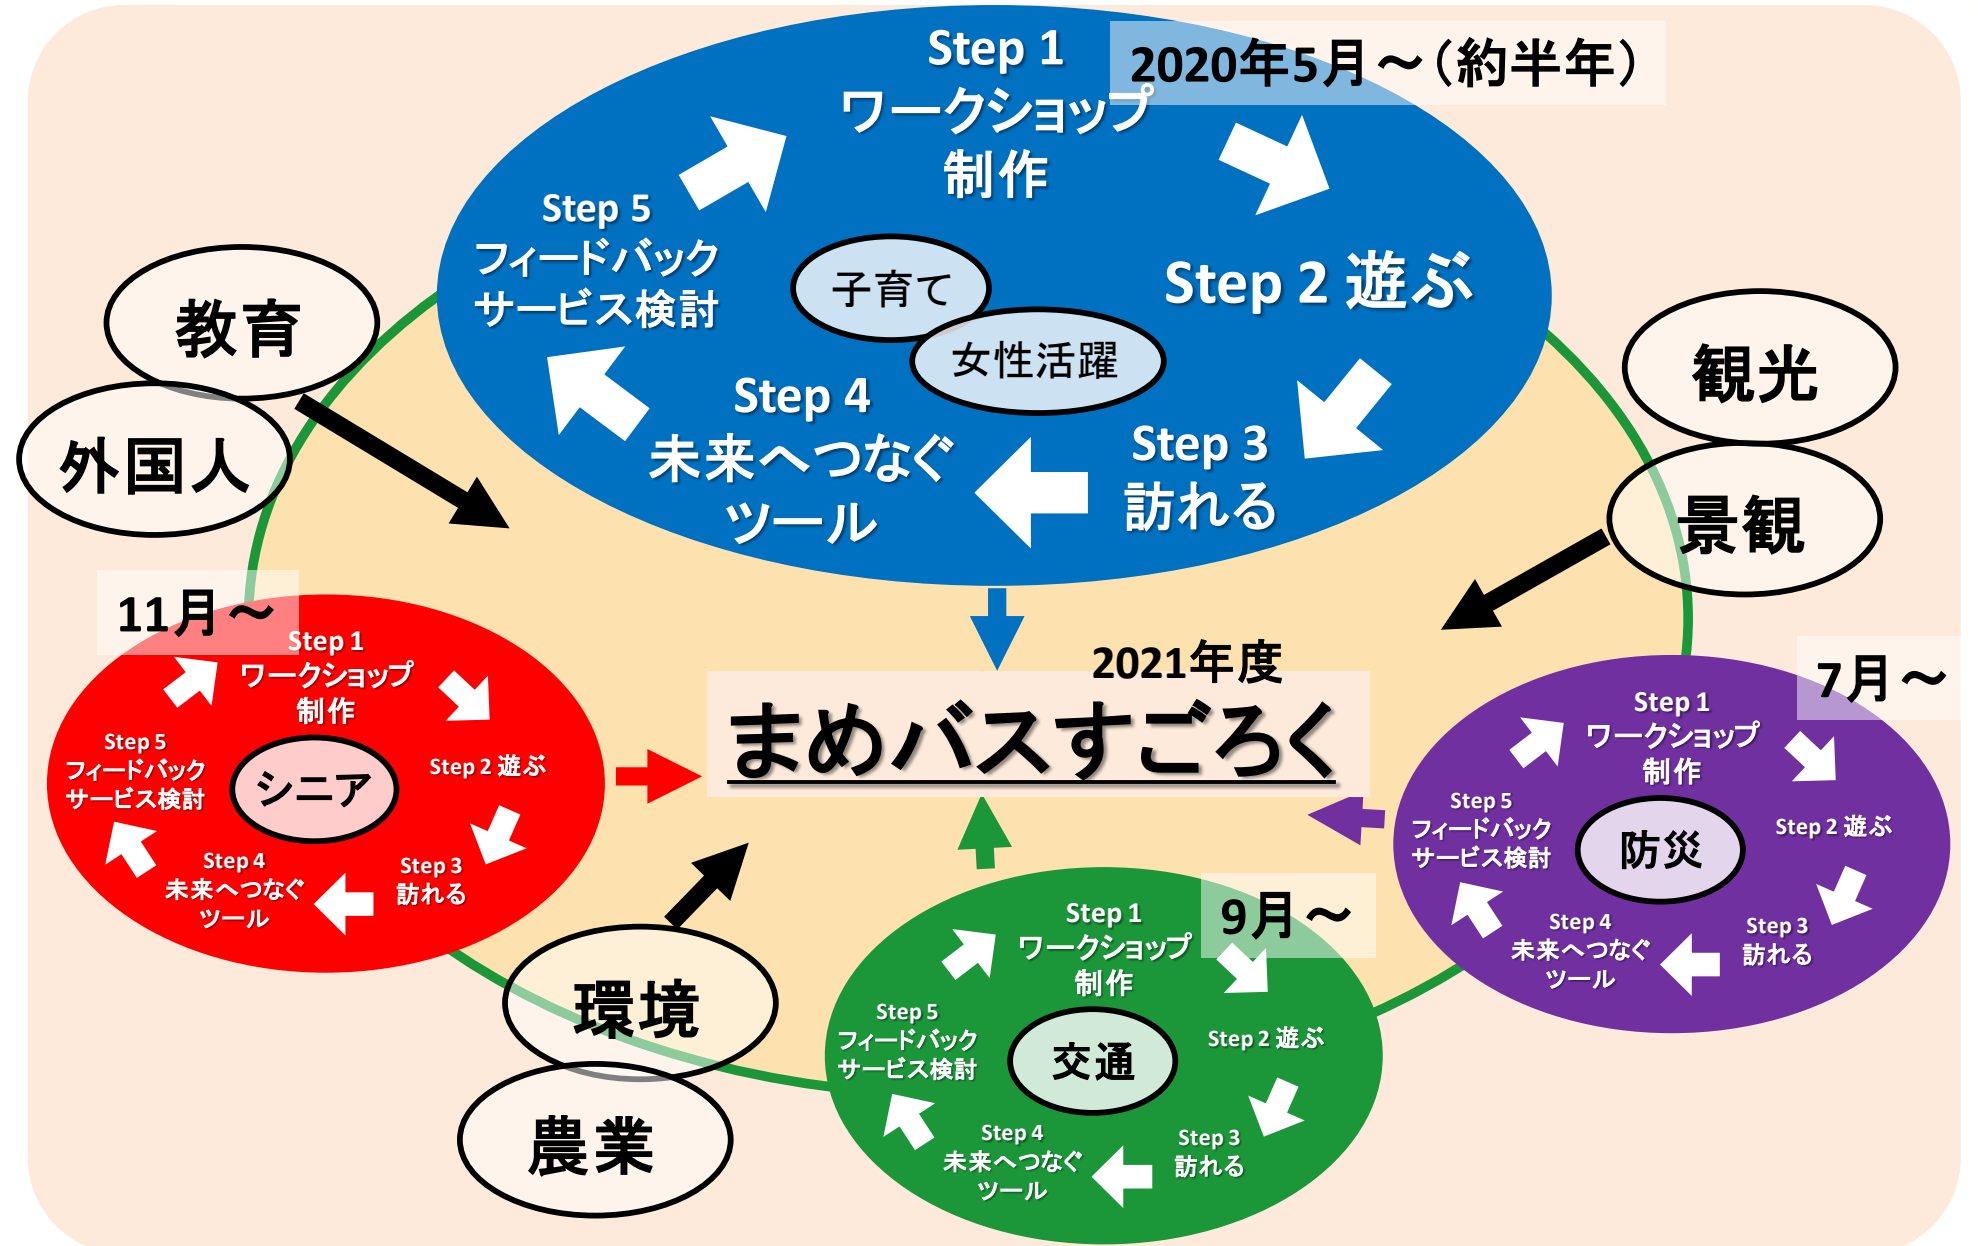 2020年5月～（約半年）
Step 1
ワークショップ
制作
Step 2 遊ぶ
Step 3
訪れる
Step 4
未来へつなぐ
ツール
Step 5
フィードバック
サービス検討
子育て
女性活躍
教育
外国人
観光
景観
11月～
Step 1
ワークショップ
制作
Step 2 遊ぶ
Step 3
訪れる
Step 4
未来へつなぐ
ツール
Step 5
フィードバック
サービス検討
シニア
2021年度
まめバスすごろく
7月～
Step 1
ワークショップ
制作
Step 2 遊ぶ
Step 3
訪れる
Step 4
未来へつなぐ
ツール
Step 5
フィードバック
サービス検討
防災
9月～
Step 1
ワークショップ
制作
Step 2 遊ぶ
Step 3
訪れる
Step 4
未来へつなぐ
ツール
Step 5
フィードバック
サービス検討
交通
環境
農業